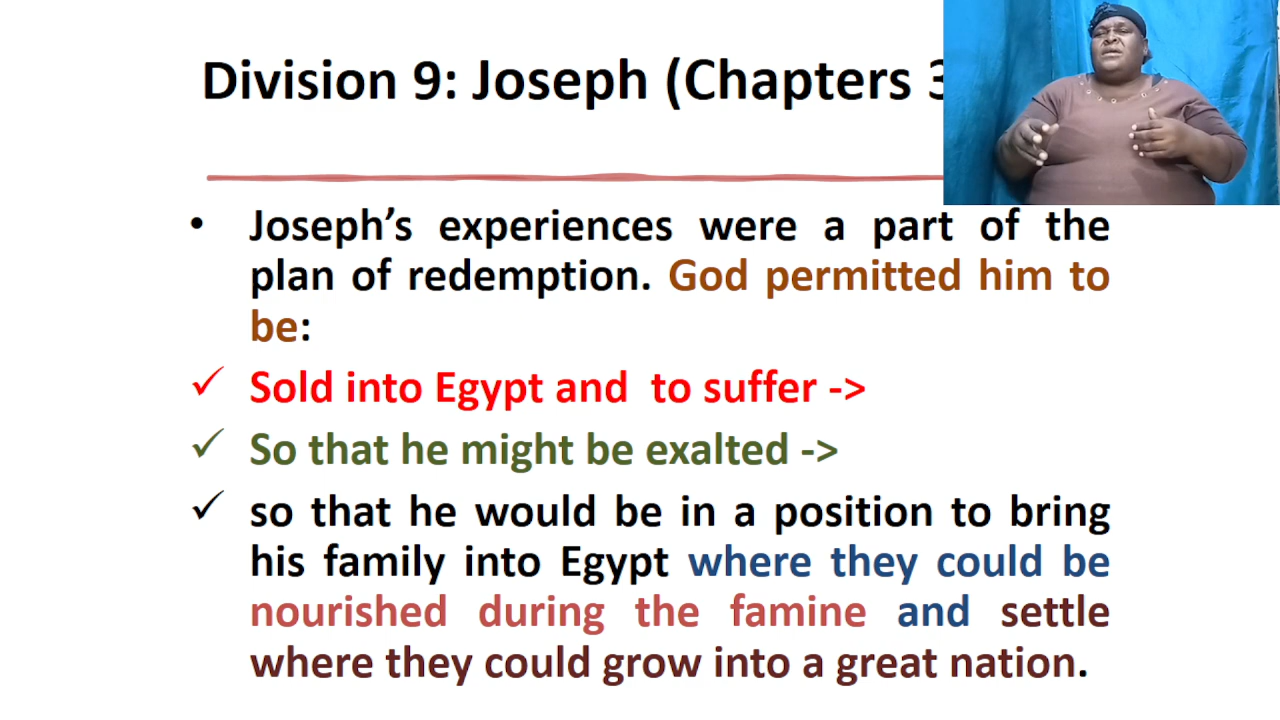 Division 9: Joseph (Chapters 3
• Joseph’s experiences were a part of the
plan of redemption. God permitted him to
be:
✓ Sold into Egypt and  to suffer ->
✓ So that he might be exalted ->
✓ so that he would be in a position to bring
his family into Egypt where they could be
nourished during the famine and settle
where they could grow into a great nation.